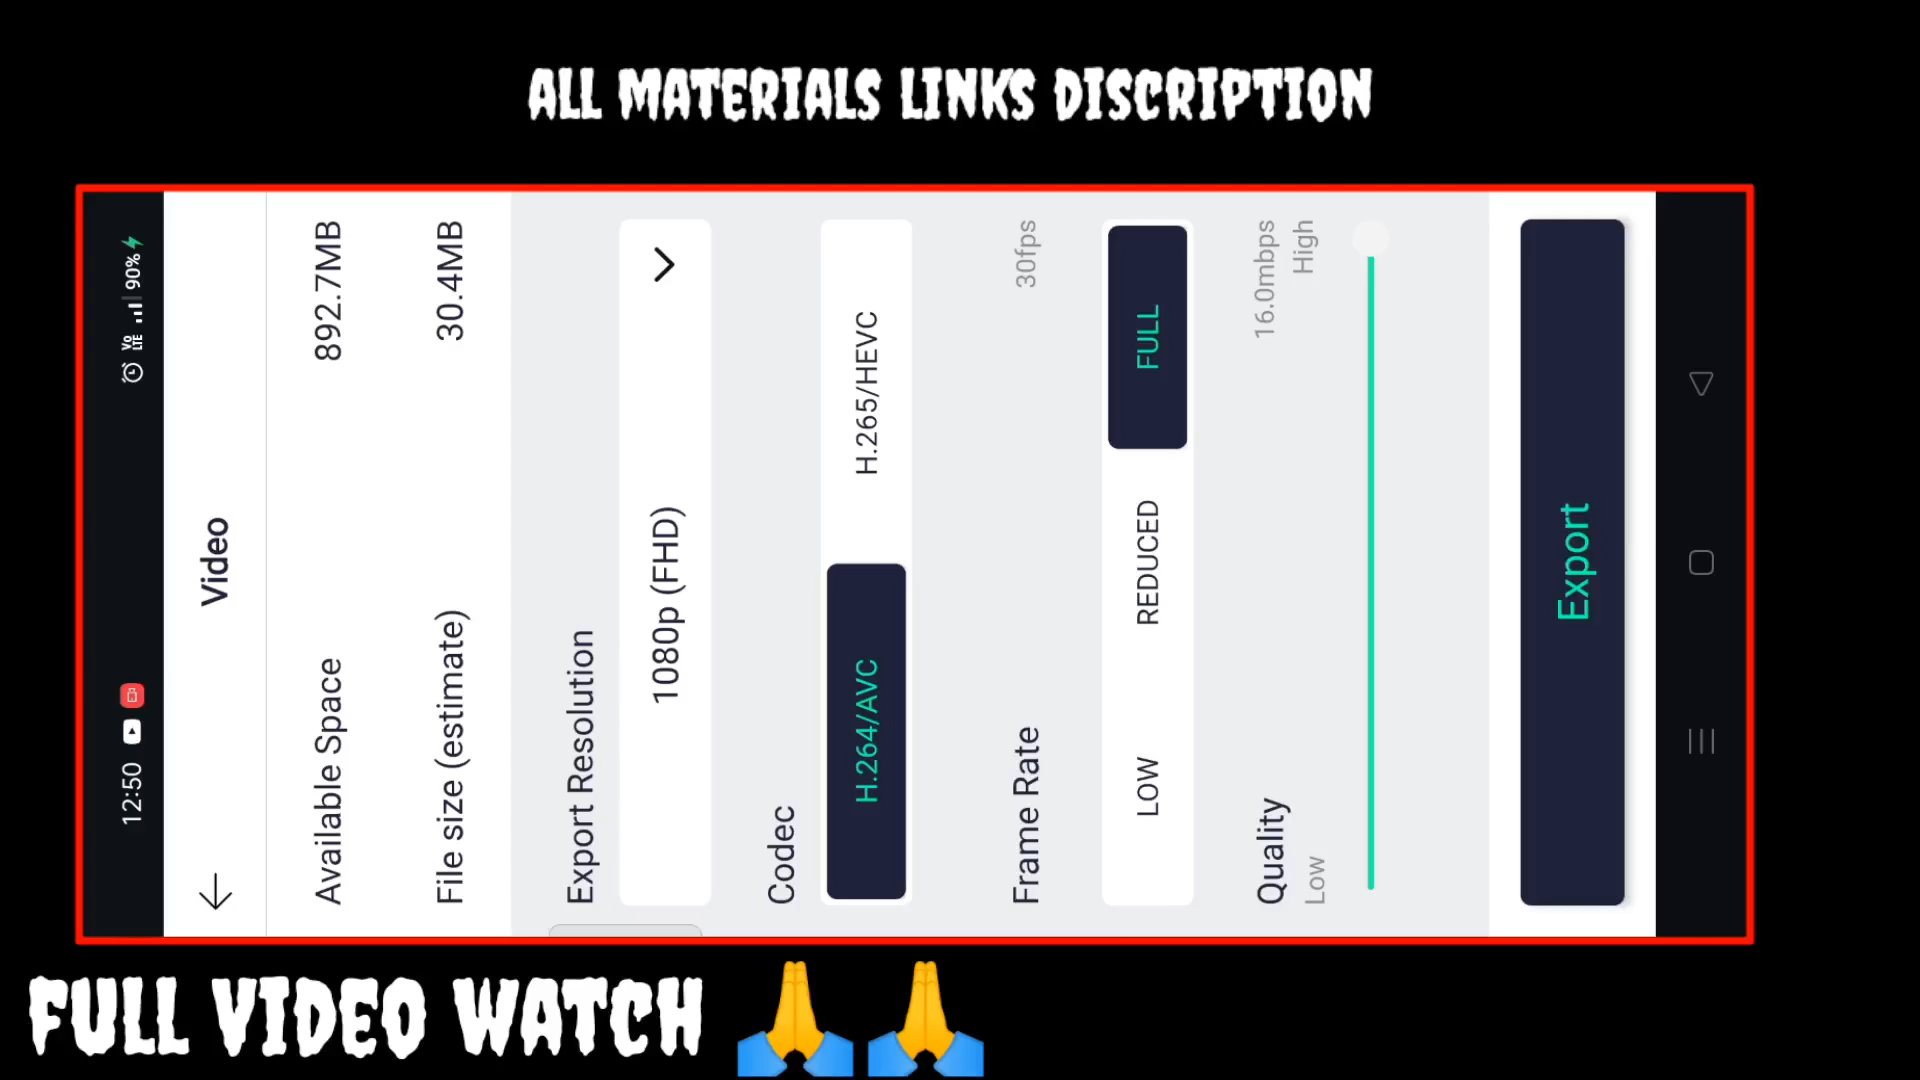 ALL MATERIALS LINKS DISCRIPTION
12:50 Vo LTE 90%
Video
Available Space 892.7MB
File size (estimate) 30.4MB
Export Resolution
1080p (FHD)
Codec
H.264/AVC H.265/HEVC
Frame Rate 30fps
LOW REDUCED FULL
Quality 16.0mbps
Low High
Export
FULL VIDEO WATCH 🙏🙏